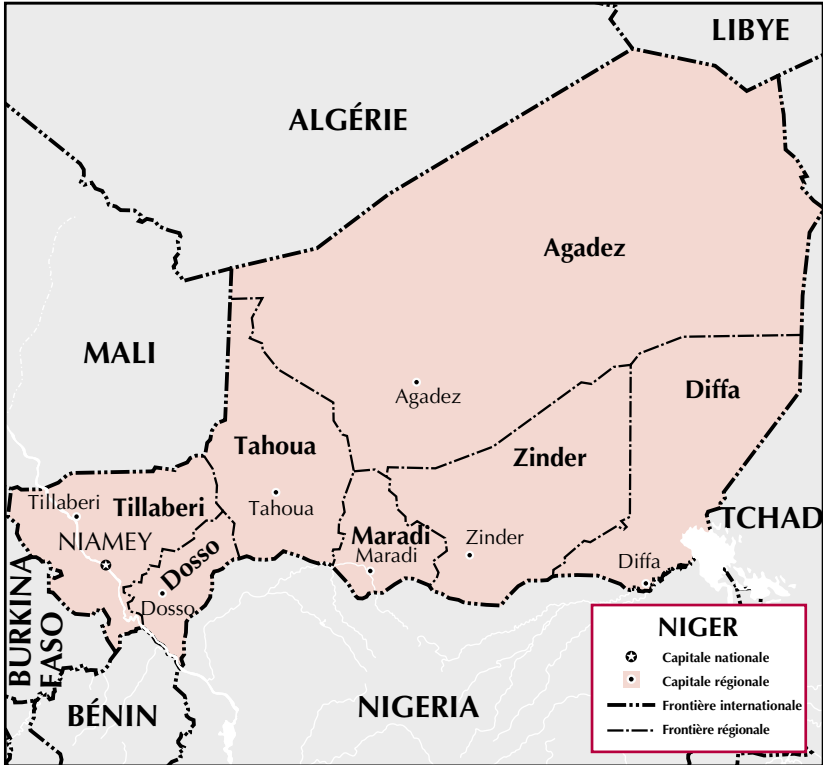 LIBYE
ALGÉRIE
Agadez
MALI
Agadez
Diffa
Tahoua
Zinder
Tillaberi
Tillaberi
Tahoua
TCHAD
NIAMEY
Maradi
Zinder
Maradi
Dosso
Diffa
Dosso
BURKINA
FASO
BÉNIN
NIGERIA
NIGER
Capitale nationale
Capitale régionale
Frontière internationale
Frontière régionale